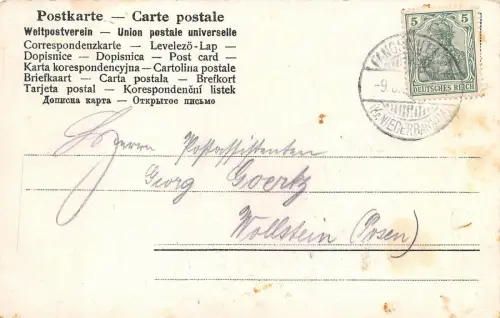 Postkarte — Carte postale
Weltpostverein — Union postale universelle
Correspondenzkarte — Levelező-Lap —
Dopisnice — Dopisnica — Post card —
Karta korespondencyjna — Cartolina postale
Briefkaart — Carta postala — Brefkort
Tarjeta postal — Korespondenční listek
Дописна карта — Открытое письмо
5 5
DEUTSCHES REICH
NIEDERBARNIM
Herrn Postassistenten
Georg Goertz
Wollstein (Posen)